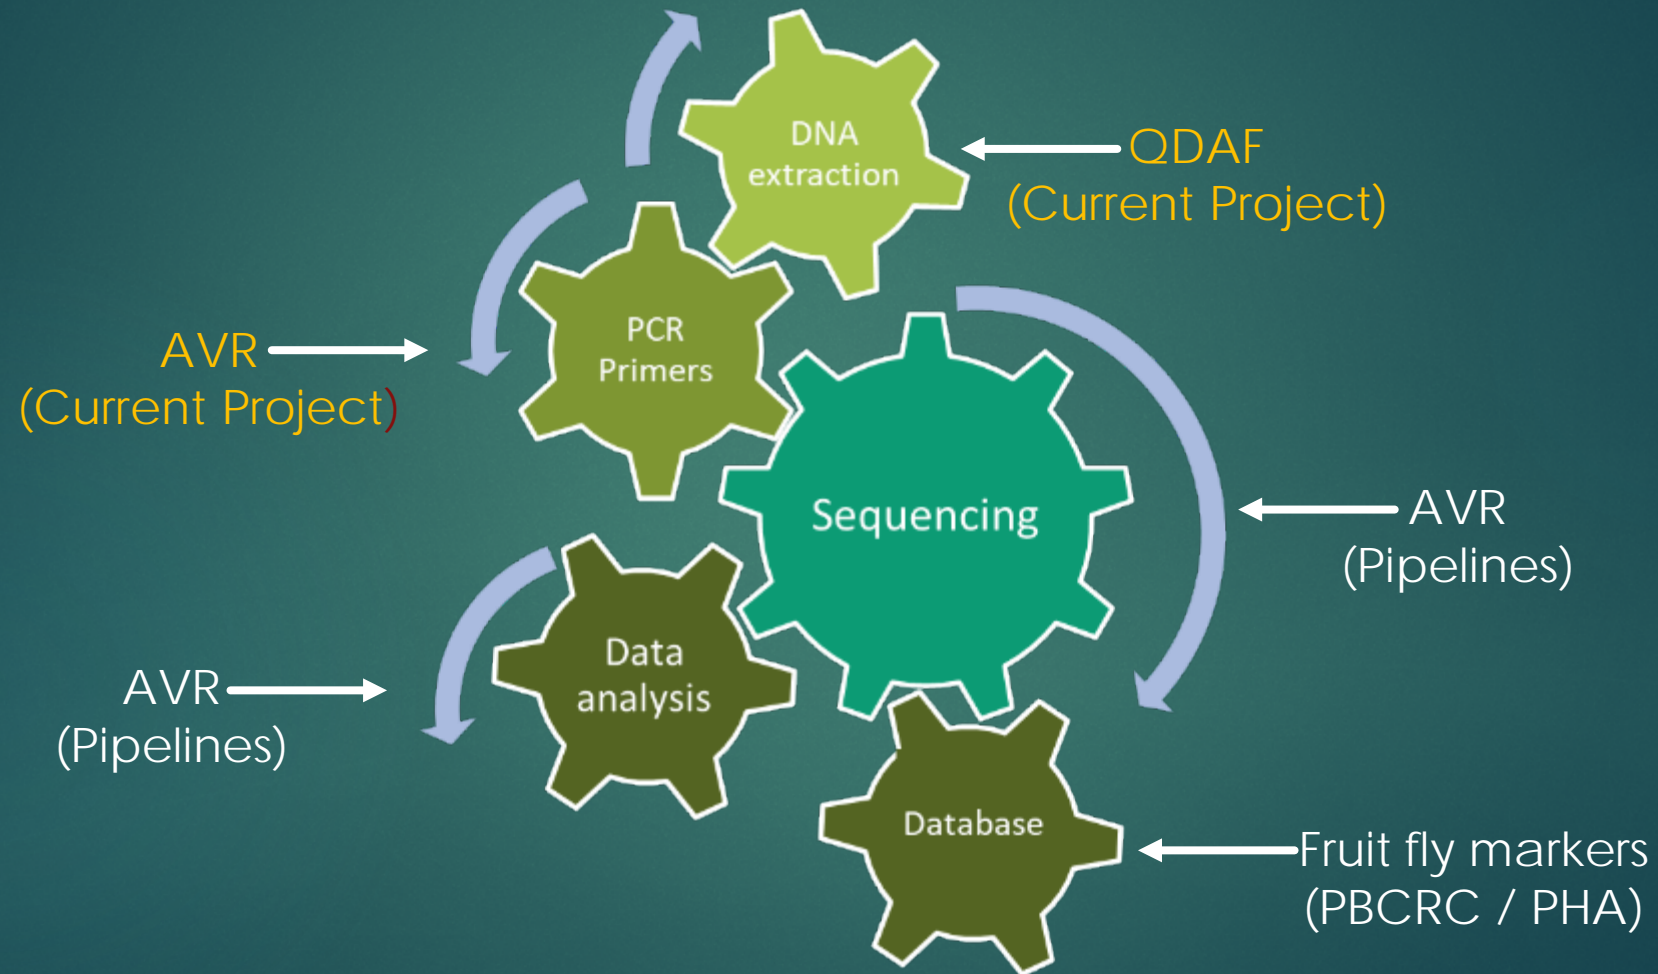 DNA
extraction
QDAF
(Current Project)
PCR
Primers
AVR
(Current Project)
Sequencing
AVR
(Pipelines)
Data
analysis
AVR
(Pipelines)
Database
Fruit fly markers
(PBCRC / PHA)